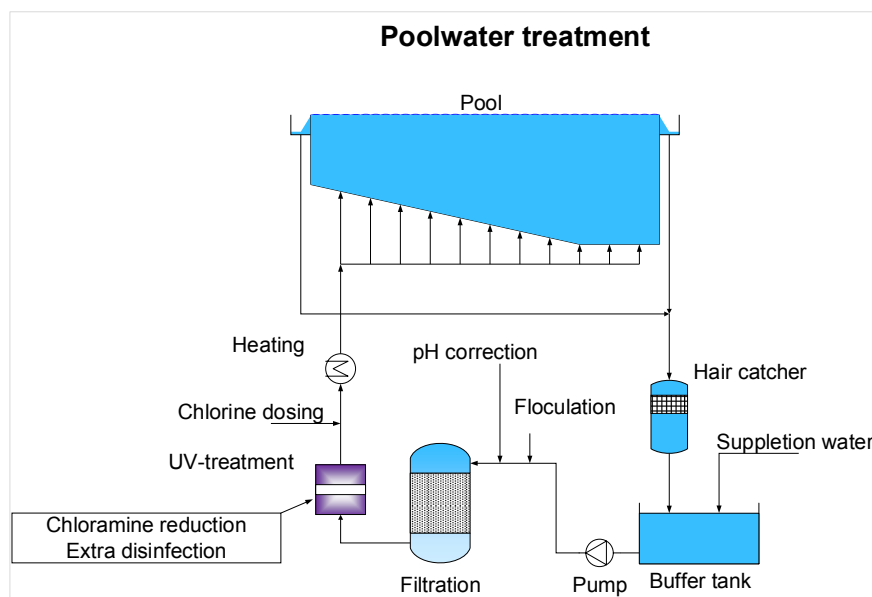 Poolwater treatment
Pool
Heating
pH correction
Hair catcher
Chlorine dosing
Floculation
Suppletion water
UV-treatment
Chloramine reduction
Extra disinfection
Filtration
Pump
Buffer tank